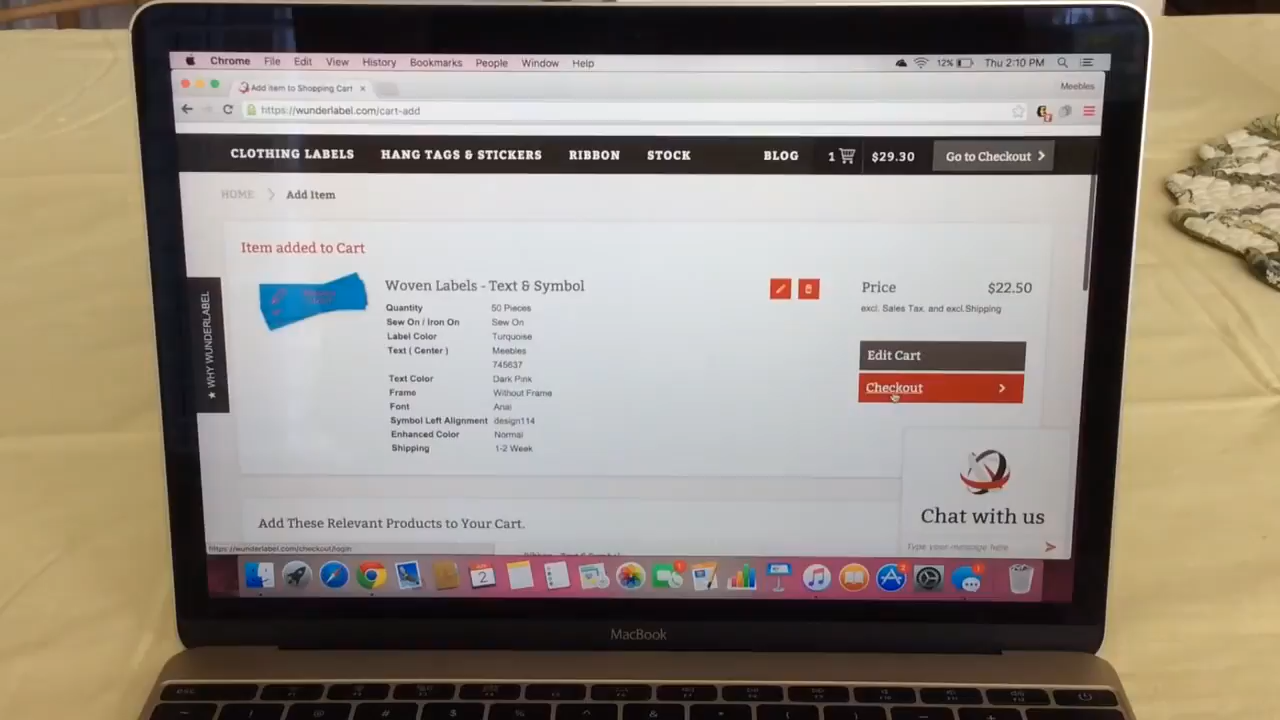 Chrome File Edit View History Bookmarks People Window Help 12% Thu 2:10 PM
Add Item to Shopping Cart × Meebles
https://wunderlabel.com/cart-add
CLOTHING LABELS HANG TAGS & STICKERS RIBBON STOCK BLOG 1 $29.30 Go to Checkout
HOME Add Item
Item added to Cart
Woven Labels - Text & Symbol
Quantity 50 Pieces
Sew On / Iron On Sew On
Label Color Turquoise
Text ( Center ) Meebles
745637
Text Color Dark Pink
Frame Without Frame
Font Arial
Symbol Left Alignment design114
Enhanced Color Normal
Shipping 1-2 Week
Price $22.50
excl. Sales Tax. and excl.Shipping
Edit Cart
Checkout
★ WHY WUNDERLABEL
Chat with us
Type your message here
Add These Relevant Products to Your Cart.
https://wunderlabel.com/checkout/login
2
MacBook
esc